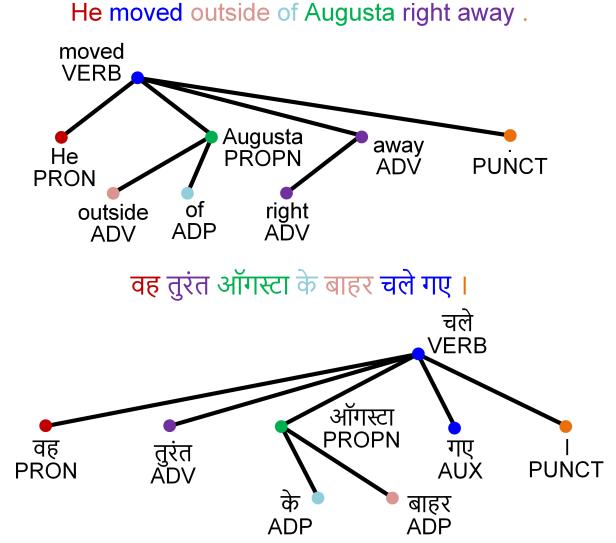 He moved outside of Augusta right away .
moved
VERB
He
PRON
Augusta
PROPN
away
ADV
.
PUNCT
outside
ADV
of
ADP
right
ADV
वह तुरंत ऑगस्टा के बाहर चले गए ।
चले
VERB
वह
PRON
तुरंत
ADV
ऑगस्टा
PROPN
गए
AUX
।
PUNCT
के
ADP
बाहर
ADP